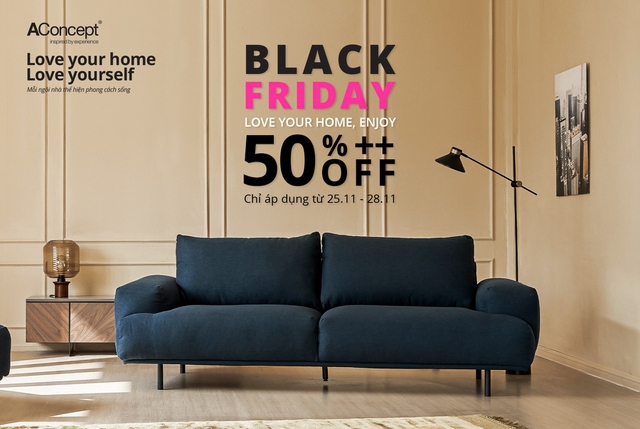 AConcept®
inspired by experience
Love your home
Love yourself
Mỗi ngôi nhà thể hiện phong cách sống
BLACK
FRIDAY
LOVE YOUR HOME, ENJOY
50% ++
OFF
Chỉ áp dụng từ 25.11 - 28.11